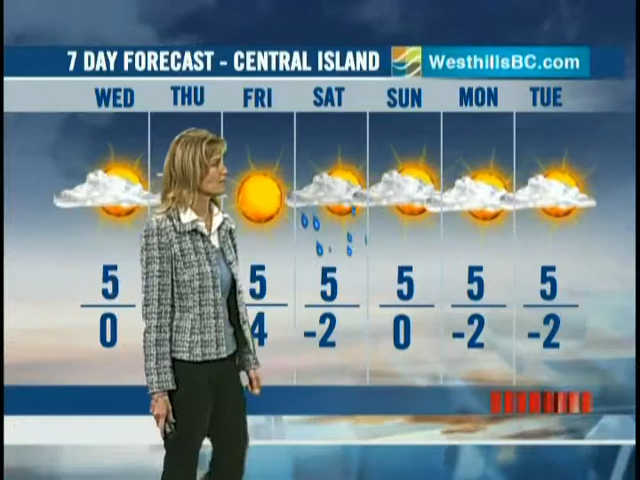 7 DAY FORECAST - CENTRAL ISLAND WesthillsBC.com
WED THU FRI SAT SUN MON TUE
5 5 5 5 5 5
0 4 -2 0 -2 -2